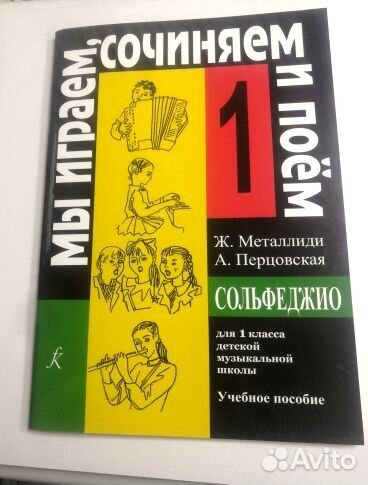 Мы играем,
сочиняем
и поём
1
Ж. Металлиди
А. Перцовская
СОЛЬФЕДЖИО
для 1 класса
детской
музыкальной
школы
Учебное пособие
Avito